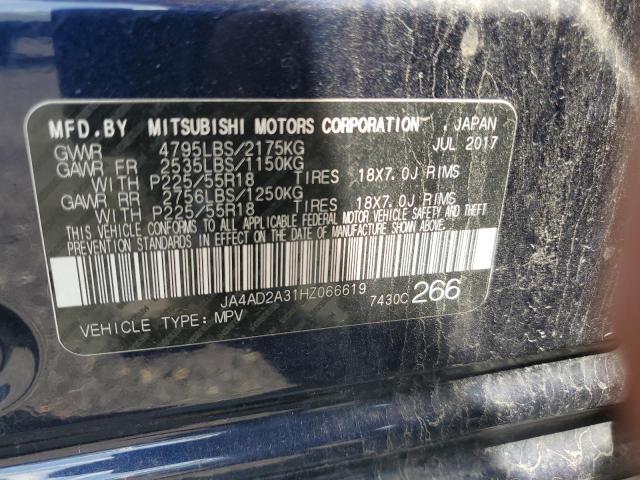 MFD.BY MITSUBISHI MOTORS CORPORATION , JAPAN
GVWR 4795LBS/2175KG JUL 2017
GAWR FR 2535LBS/1150KG
WITH P225/55R18 TIRES 18X7.0J RIMS
GAWR RR 2756LBS/1250KG
WITH P225/55R18 TIRES 18X7.0J RIMS
THIS VEHICLE CONFORMS TO ALL APPLICABLE FEDERAL MOTOR VEHICLE SAFETY AND THEFT
PREVENTION STANDARDS IN EFFECT ON THE DATE OF MANUFACTURE SHOWN ABOVE.
JA4AD2A31HZ066619 7430C 266
VEHICLE TYPE: MPV